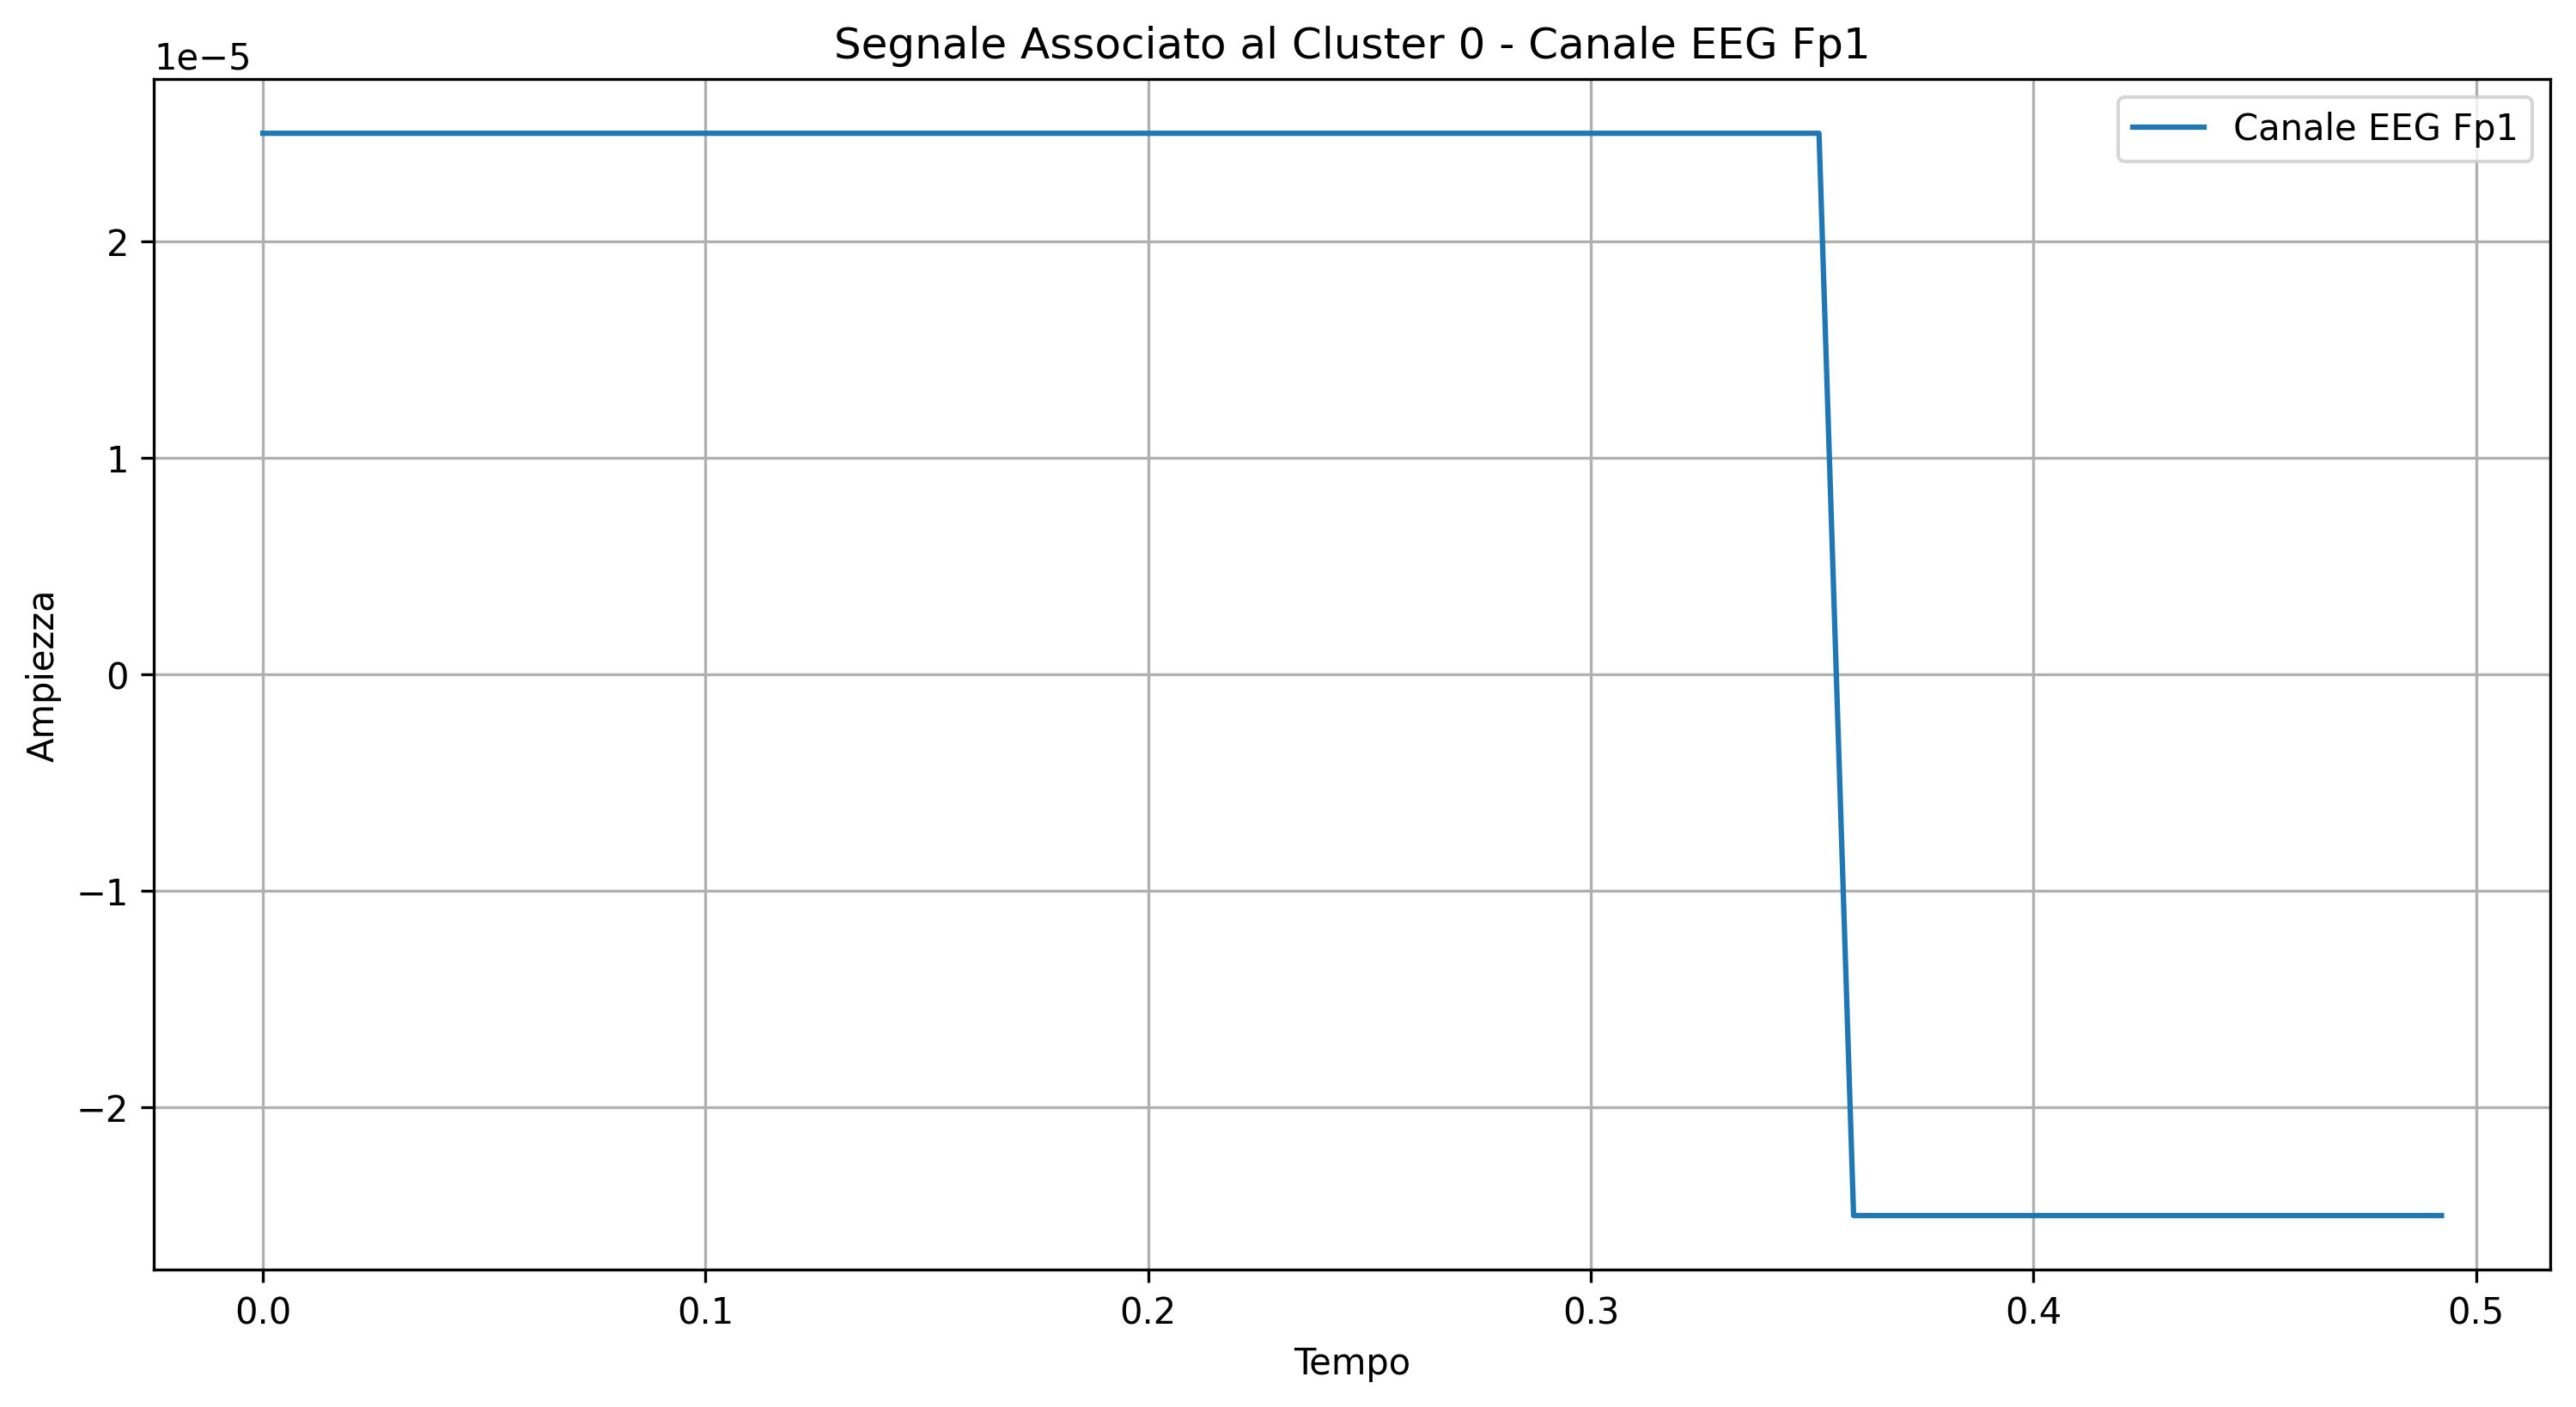 Segnale Associato al Cluster 0 - Canale EEG Fp1
1e−5
Canale EEG Fp1
2
1
0
−1
−2
Ampiezza
0.0 0.1 0.2 0.3 0.4 0.5
Tempo